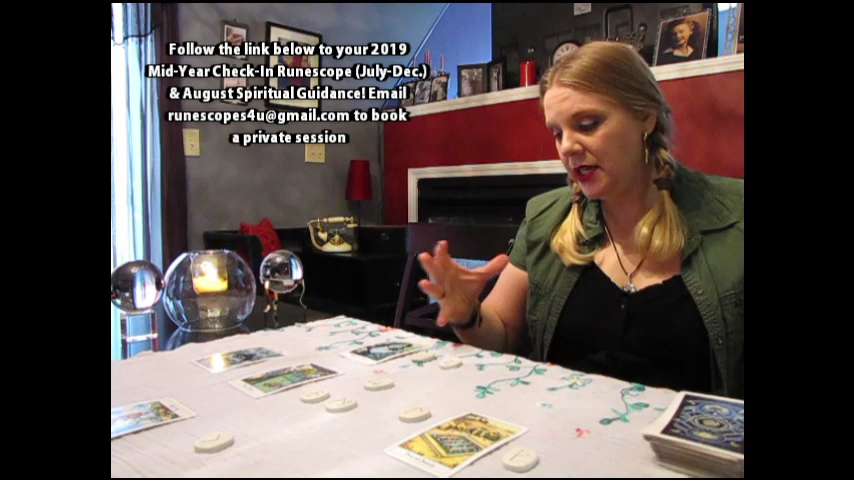 Follow the link below to your 2019
Mid-Year Check-In Runescope (July-Dec.)
& August Spiritual Guidance! Email
runescopes4u@gmail.com to book
a private session